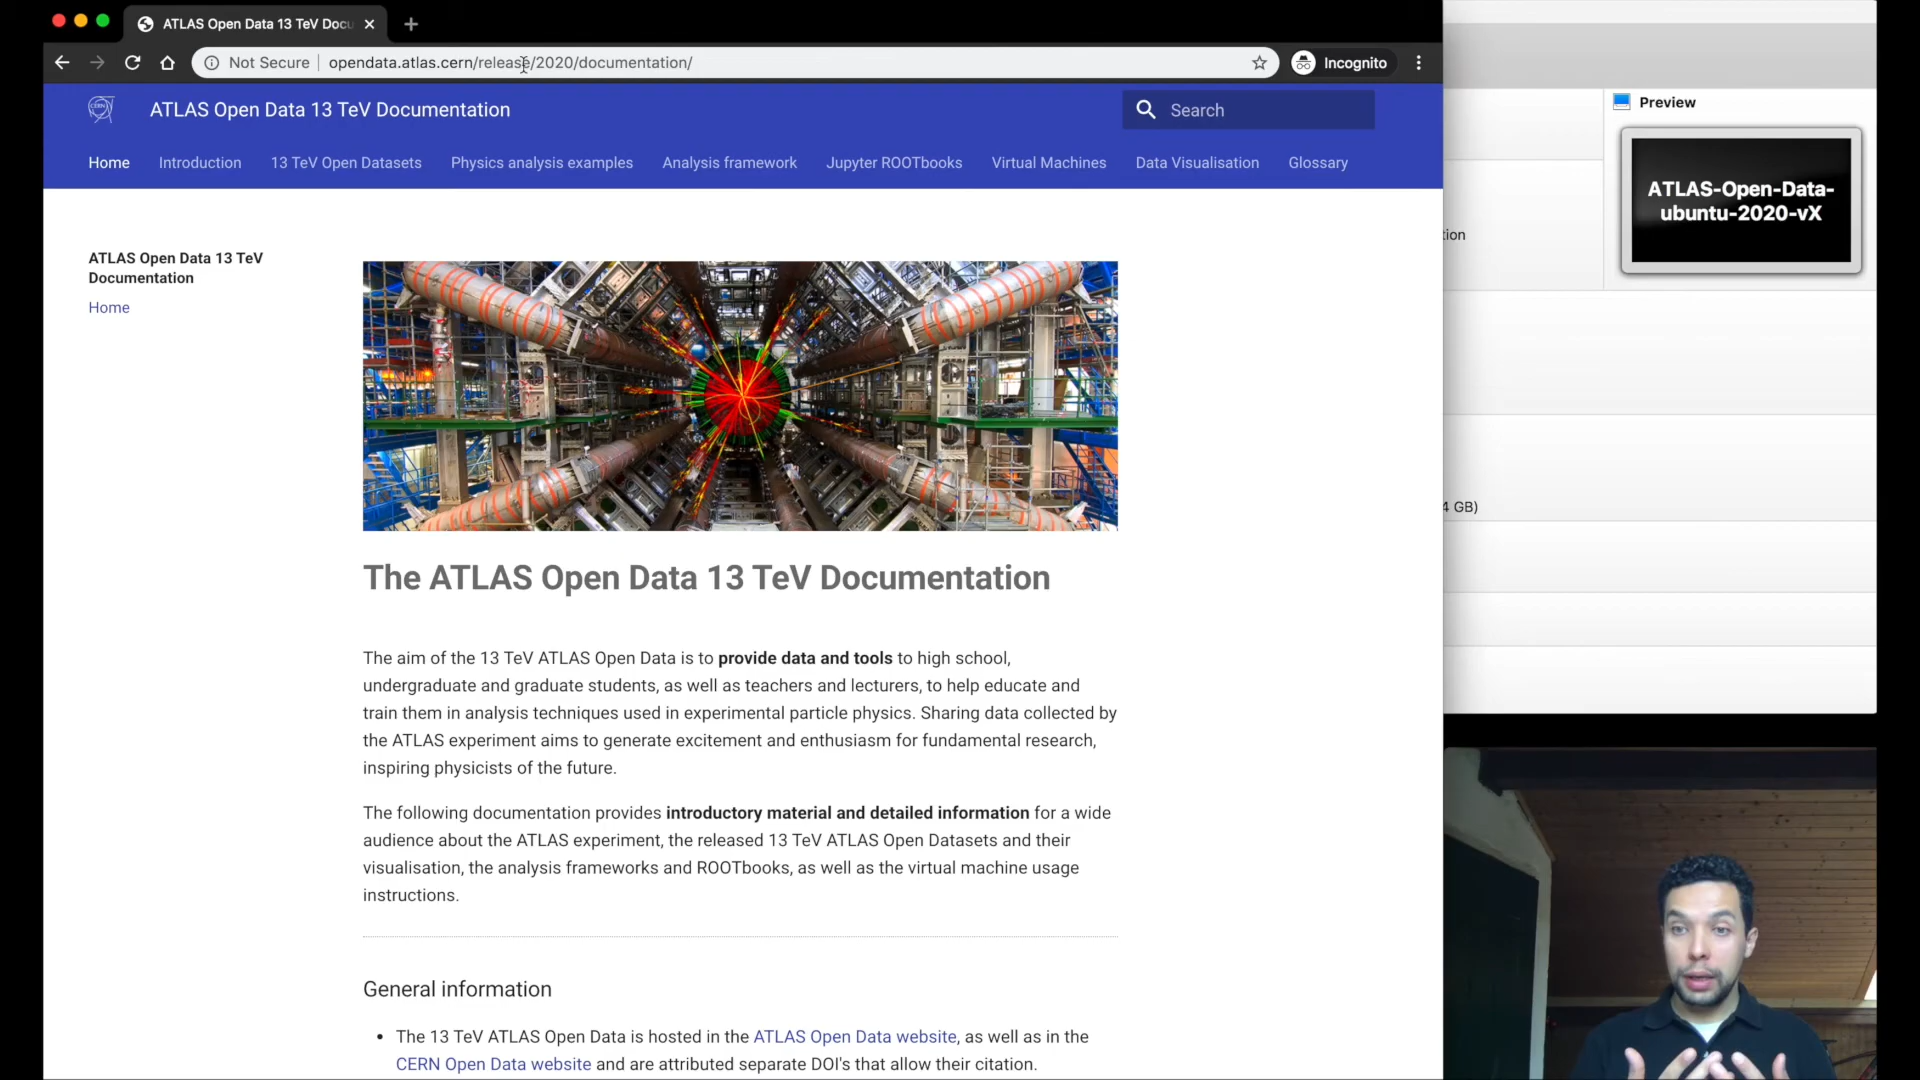 ATLAS Open Data 13 TeV Docu
Not Secure
opendata.atlas.cern/release/2020/documentation/
Incognito
CERN
ATLAS Open Data 13 TeV Documentation
Search
Home
Introduction
13 TeV Open Datasets
Physics analysis examples
Analysis framework
Jupyter ROOTbooks
Virtual Machines
Data Visualisation
Glossary
ATLAS Open Data 13 TeV
Documentation
Home
The ATLAS Open Data 13 TeV Documentation
The aim of the 13 TeV ATLAS Open Data is to provide data and tools to high school,
undergraduate and graduate students, as well as teachers and lecturers, to help educate and
train them in analysis techniques used in experimental particle physics. Sharing data collected by
the ATLAS experiment aims to generate excitement and enthusiasm for fundamental research,
inspiring physicists of the future.
The following documentation provides introductory material and detailed information for a wide
audience about the ATLAS experiment, the released 13 TeV ATLAS Open Datasets and their
visualisation, the analysis frameworks and ROOTbooks, as well as the virtual machine usage
instructions.
General information
• The 13 TeV ATLAS Open Data is hosted in the ATLAS Open Data website, as well as in the
CERN Open Data website and are attributed separate DOI's that allow their citation.
Preview
ATLAS-Open-Data-
ubuntu-2020-vX
tion
4 GB)